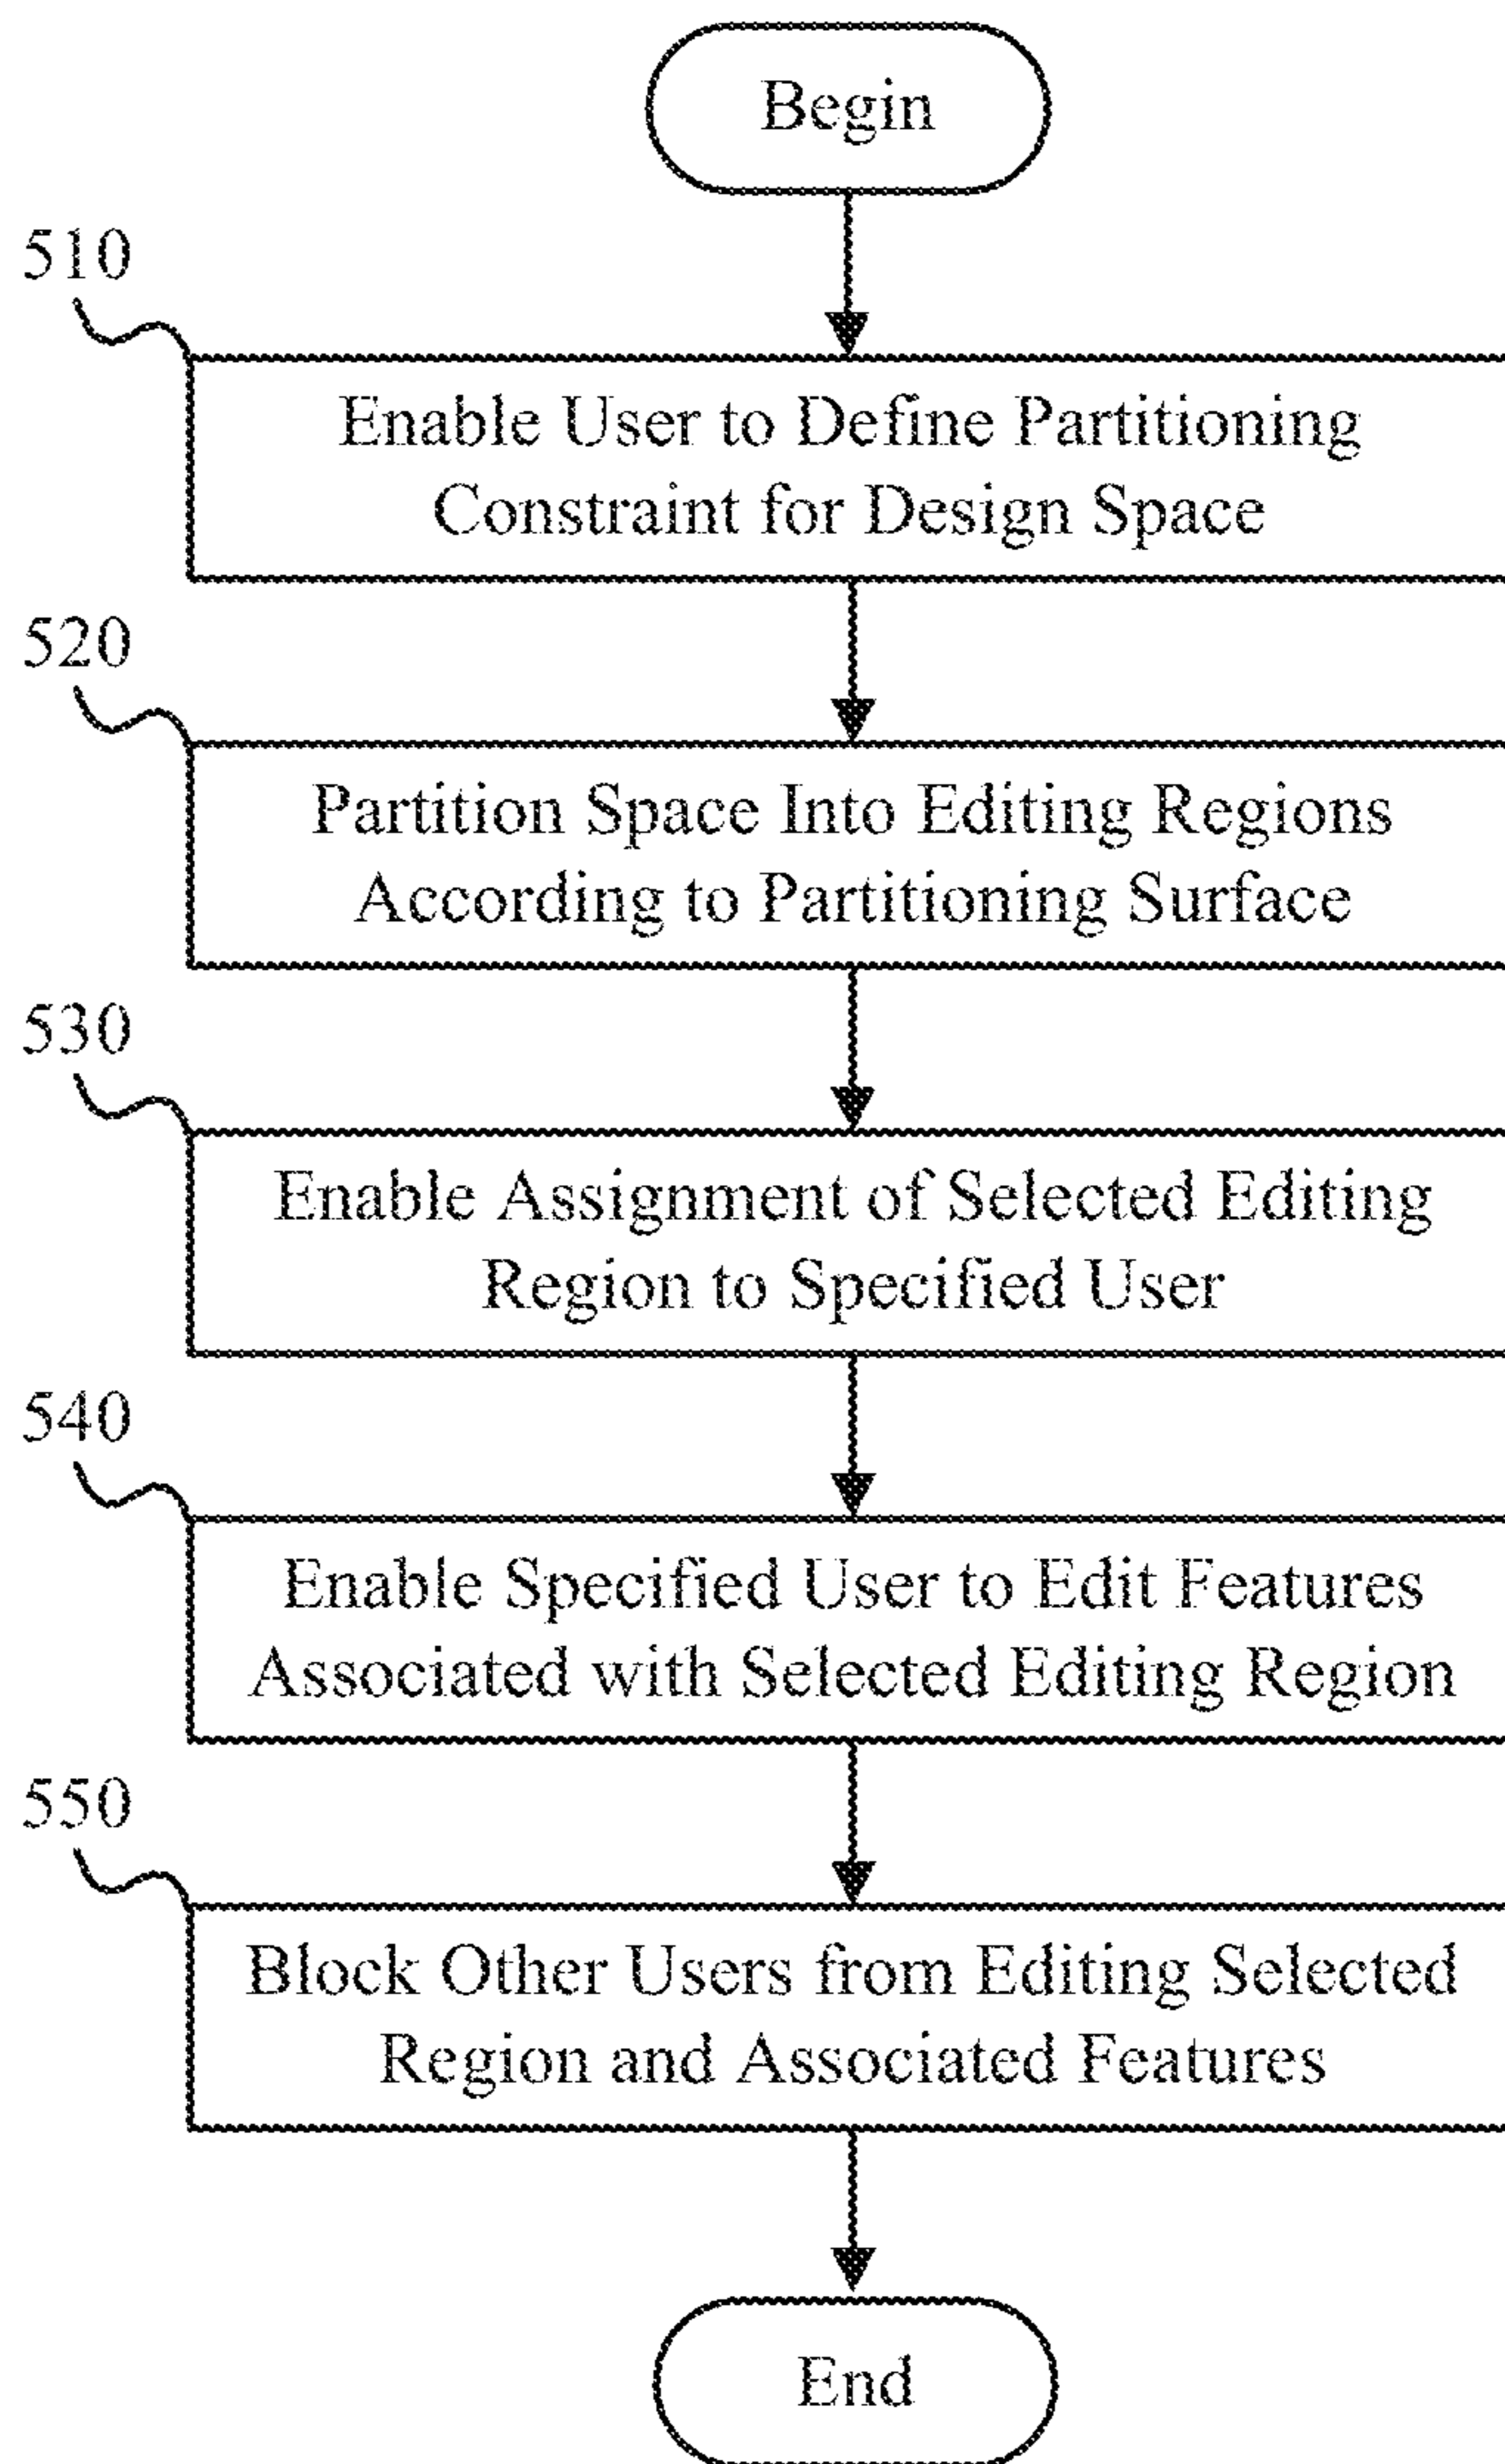 Begin
510
Enable User to Define Partitioning
Constraint for Design Space
520
Partition Space Into Editing Regions
According to Partitioning Surface
530
Enable Assignment of Selected Editing
Region to Specified User
540
Enable Specified User to Edit Features
Associated with Selected Editing Region
550
Block Other Users from Editing Selected
Region and Associated Features
End